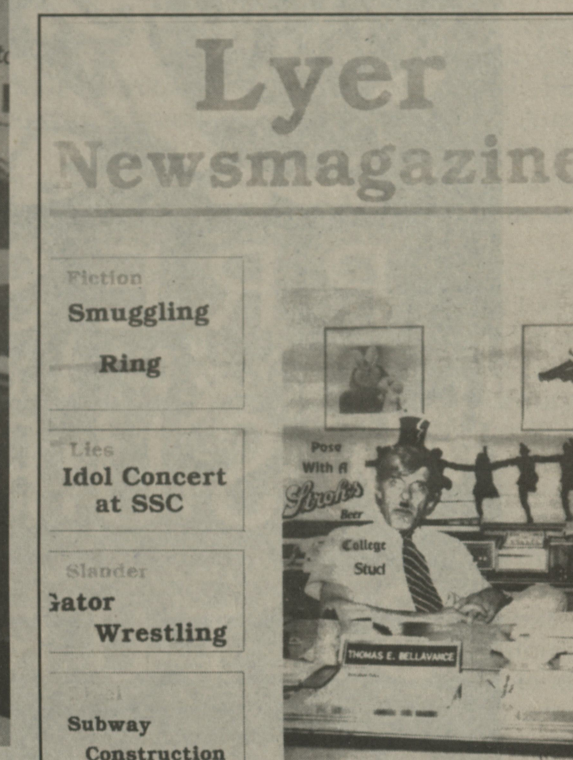 Lyer
Newsmagazine
Fiction
Smuggling
Ring
Lies
Idol Concert
at SSC
Slander
Gator
Wrestling
Subway
Construction
Pose
With A
Stroh's
Beer
College
Stud
THOMAS E. BELLAVANCE